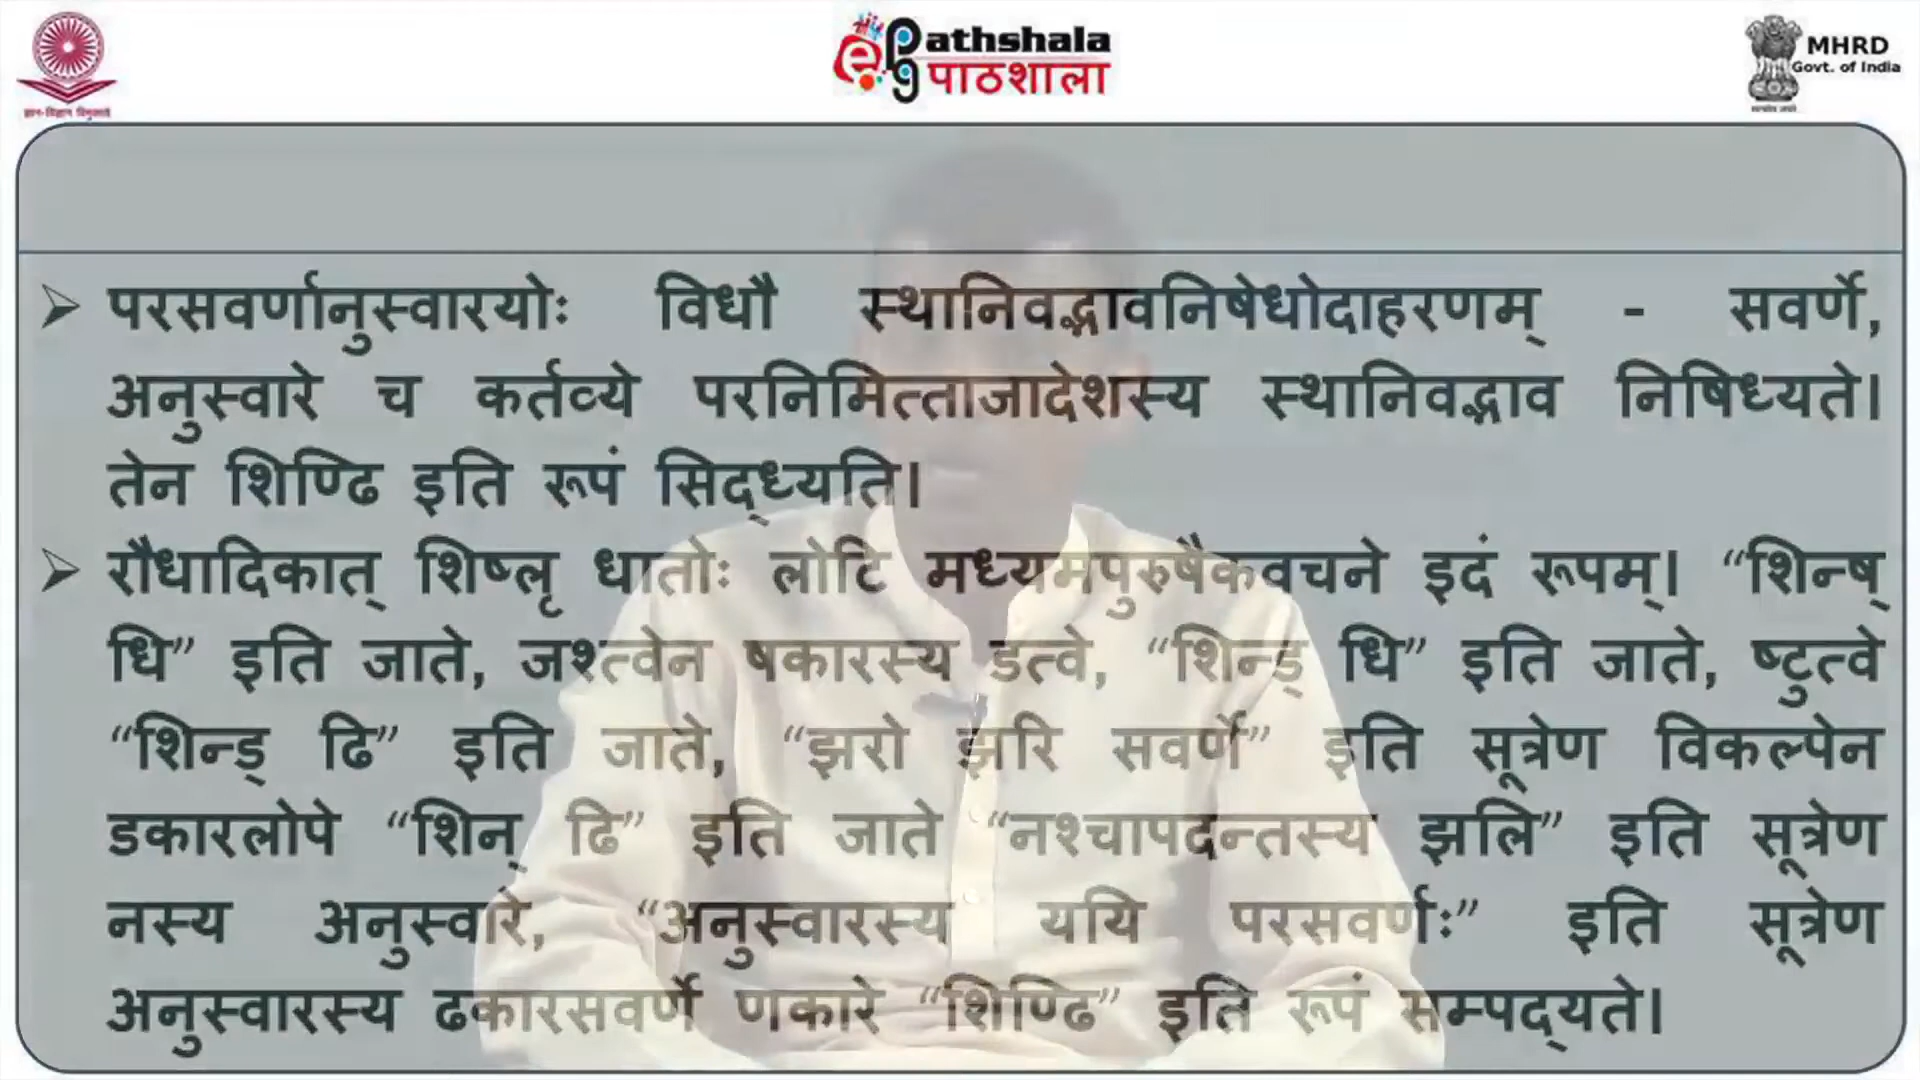 Pathshala
पाठशाला
MHRD
Govt. of India
परसवर्णानुस्वारयोः विधौ स्थानिवद्भावनिषेधोदाहरणम् - सवर्णे,
अनुस्वारे च कर्तव्ये परनिमित्ताजादेशस्य स्थानिवद्भाव निषिध्यते।
तेन शिण्ढि इति रूपं सिद्ध्यति।
रौधादिकात् शिष्लृ धातोः लोटि मध्यमपुरुषैकवचने इदं रूपम्। “शिन्ष्
धि” इति जाते, जश्त्वेन षकारस्य डत्वे, “शिन्ड् धि” इति जाते, ष्टुत्वे
“शिन्ड् ढि” इति जाते, “झरो झरि सवर्णे” इति सूत्रेण विकल्पेन
डकारलोपे “शिन् ढि” इति जाते “नश्चापदन्तस्य झलि” इति सूत्रेण
नस्य अनुस्वारे, “अनुस्वारस्य ययि परसवर्णः” इति सूत्रेण
अनुस्वारस्य ढकारसवर्णे णकारे “शिण्ढि” इति रूपं सम्पद्यते।